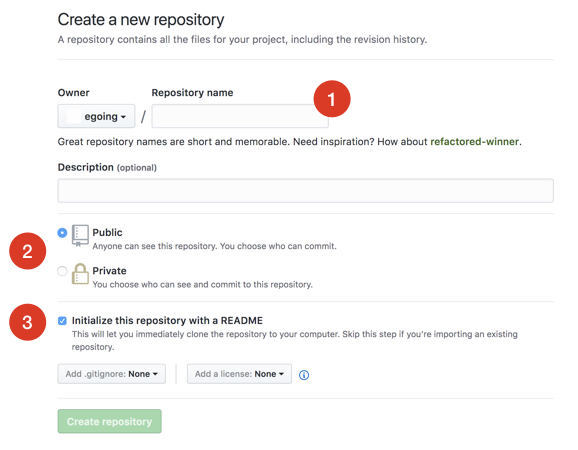 Create a new repository
A repository contains all the files for your project, including the revision history.
Owner
Repository name
1
egoing
/
Great repository names are short and memorable. Need inspiration? How about refactored-winner.
Description (optional)
2
Public
Anyone can see this repository. You choose who can commit.
Private
You choose who can see and commit to this repository.
3
Initialize this repository with a README
This will let you immediately clone the repository to your computer. Skip this step if you're importing an existing
repository.
Add .gitignore: None
Add a license: None
Create repository